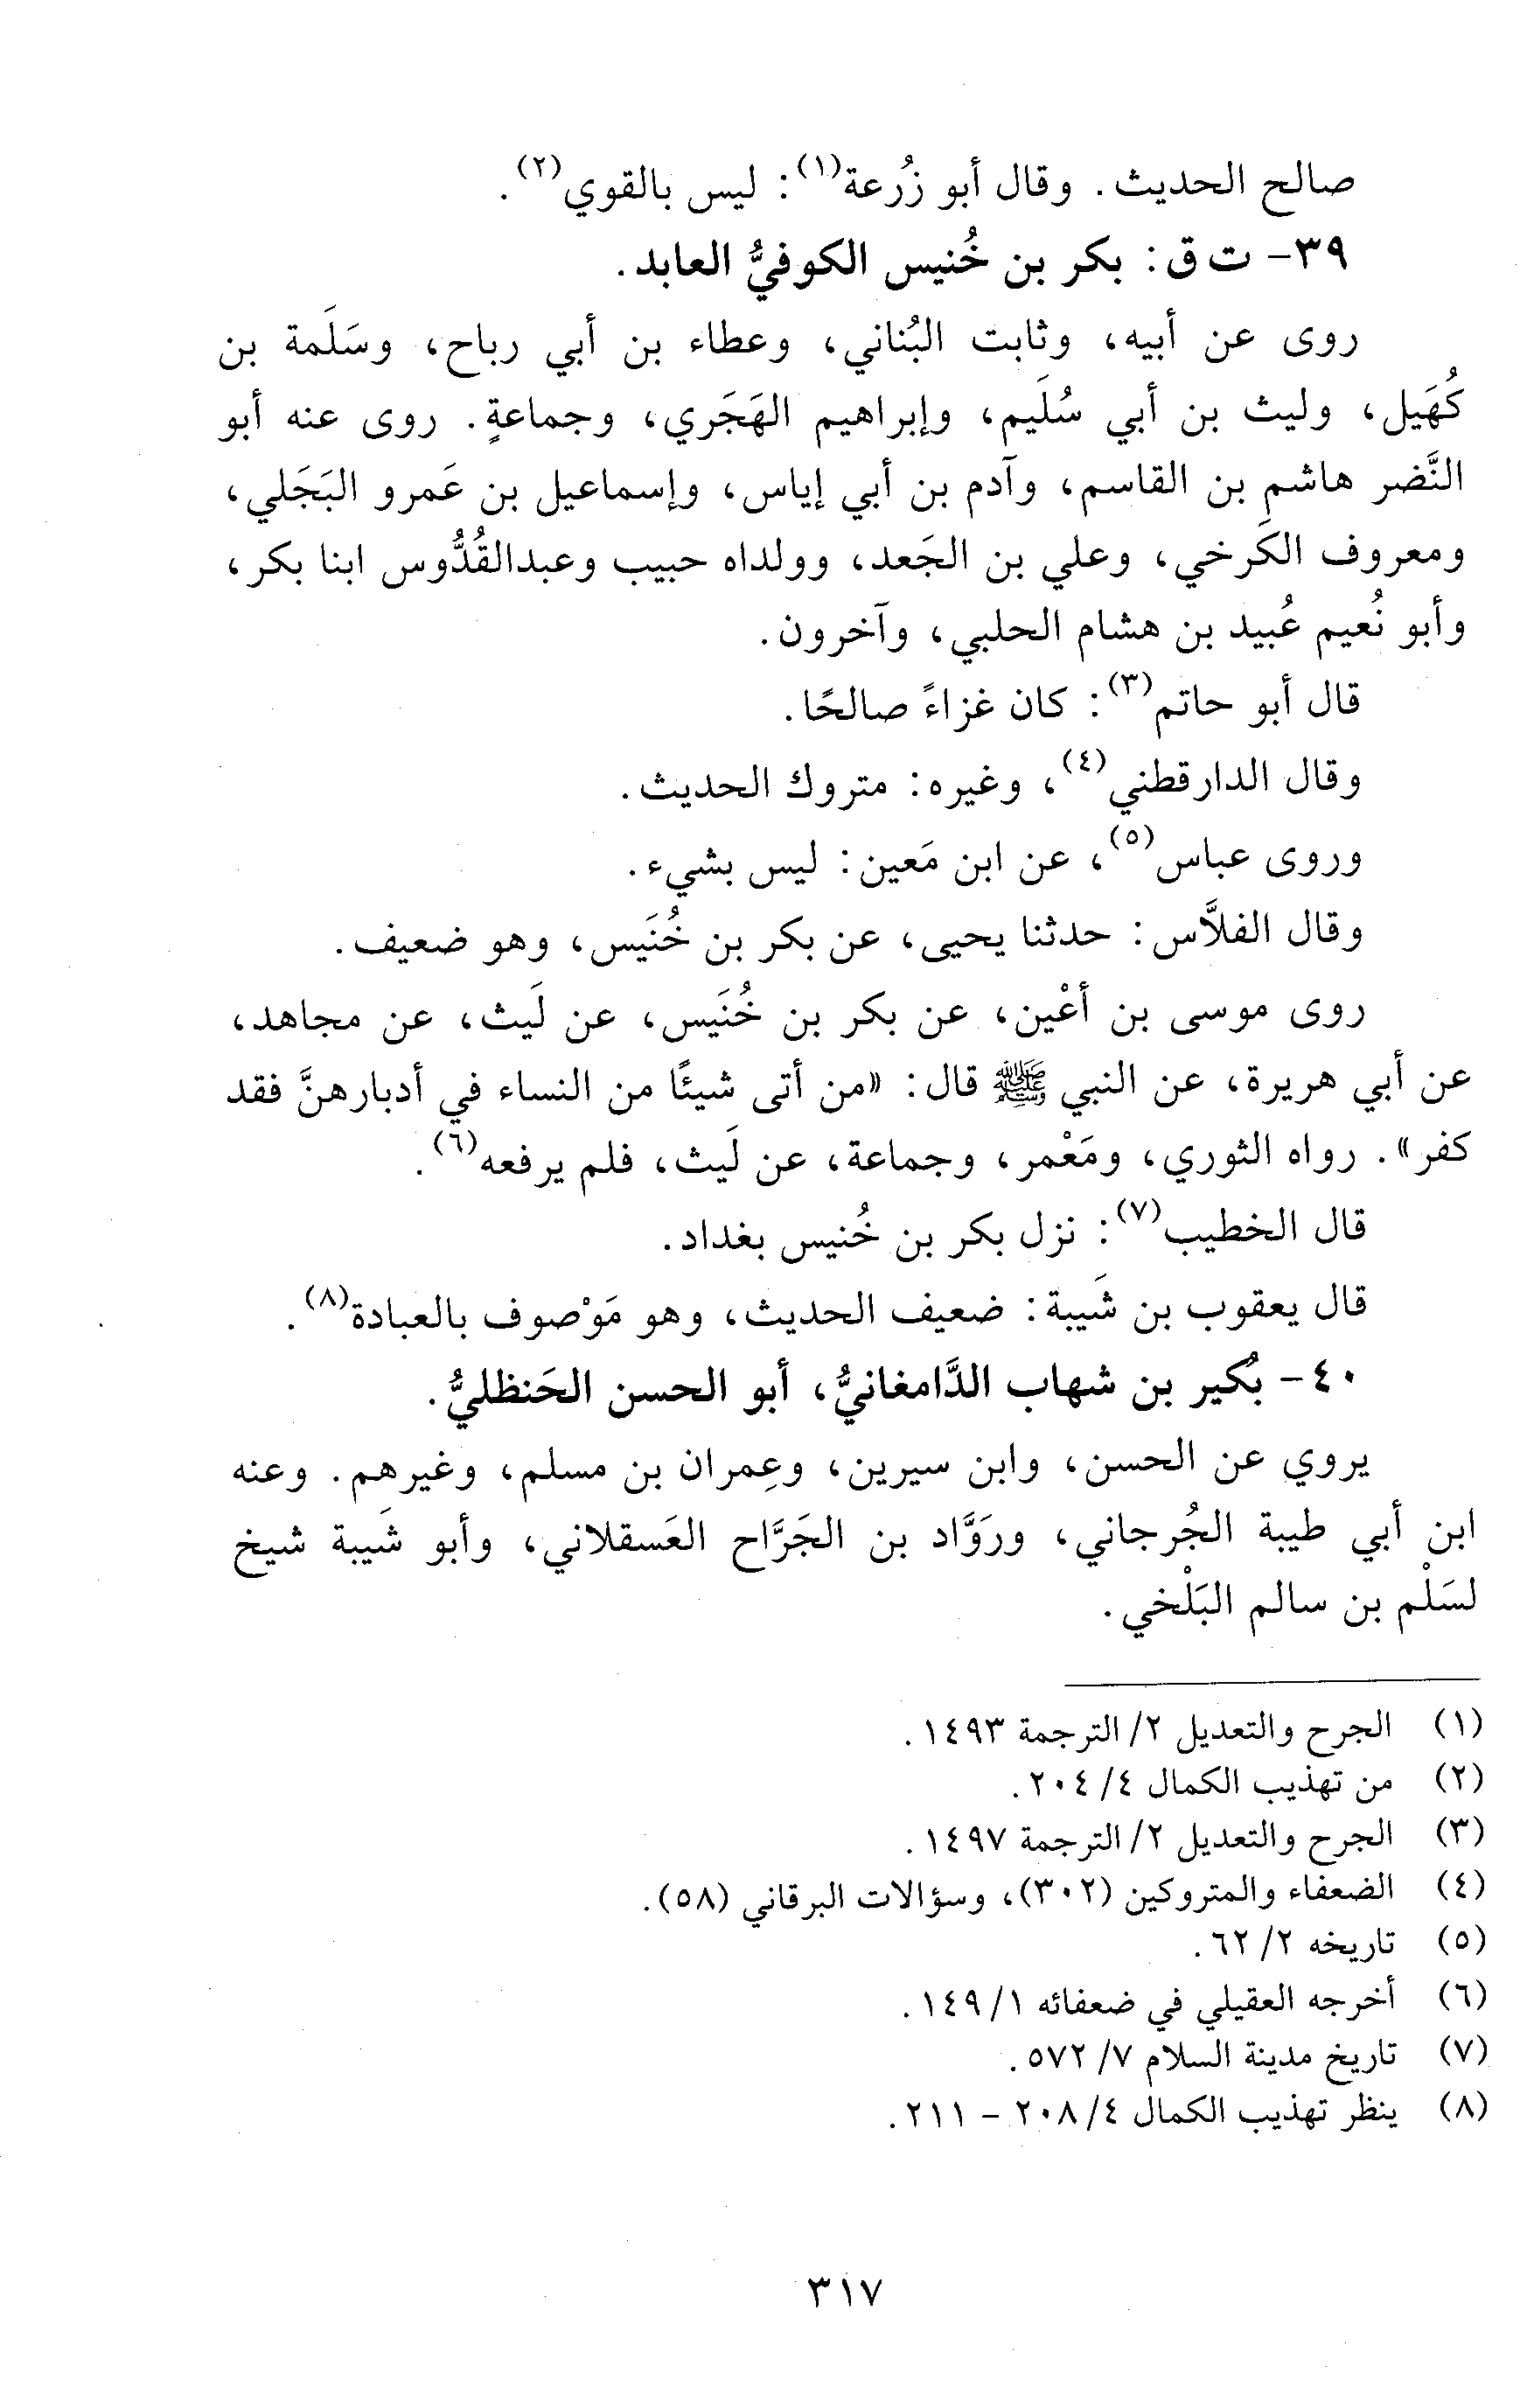 صالح الحديث. وقال أبو زُرعة(١): ليس بالقوي(٢).
٣٩- ت ق: بكر بن خُنيس الكوفيُّ العابد.
روى عن أبيه، وثابت البُناني، وعطاء بن أبي رباح، وسَلَمة بن
كُهَيل، وليث بن أبي سُلَيم، وإبراهيم الهَجَري، وجماعةٍ. روى عنه أبو
النَّضر هاشم بن القاسم، وآدم بن أبي إياس، وإسماعيل بن عَمرو البَجَلي،
ومعروف الكَرخي، وعلي بن الجَعد، وولداه حبيب وعبدالقُدُّوس ابنا بكر،
وأبو نُعيم عُبيد بن هشام الحلبي، وآخرون.
قال أبو حاتم(٣): كان غزاءً صالحًا.
وقال الدارقطني(٤)، وغيره: متروك الحديث.
وروى عباس(٥)، عن ابن مَعين: ليس بشيء.
وقال الفلاَّس: حدثنا يحيى، عن بكر بن خُنَيس، وهو ضعيف.
روى موسى بن أعْين، عن بكر بن خُنَيس، عن لَيث، عن مجاهد،
عن أبي هريرة، عن النبي ﷺ قال: «من أتى شيئًا من النساء في أدبارهنَّ فقد
كفر». رواه الثوري، ومَعْمر، وجماعة، عن لَيث، فلم يرفعه(٦).
قال الخطيب(٧): نزل بكر بن خُنيس بغداد.
قال يعقوب بن شَيبة: ضعيف الحديث، وهو مَوْصوف بالعبادة(٨).
٤٠- بُكير بن شهاب الدَّامغانيُّ، أبو الحسن الحَنظليُّ.
يروي عن الحسن، وابن سيرين، وعِمران بن مسلم، وغيرهم. وعنه
ابن أبي طيبة الجُرجاني، ورَوَّاد بن الجَرَّاح العَسقلاني، وأبو شَيبة شيخ
لسَلْم بن سالم البَلْخي.
(١) الجرح والتعديل ٢/ الترجمة ١٤٩٣.
(٢) من تهذيب الكمال ٤/ ٢٠٤.
(٣) الجرح والتعديل ٢/ الترجمة ١٤٩٧.
(٤) الضعفاء والمتروكين (٣٠٢)، وسؤالات البرقاني (٥٨).
(٥) تاريخه ٢/ ٦٢.
(٦) أخرجه العقيلي في ضعفائه ١/ ١٤٩.
(٧) تاريخ مدينة السلام ٧/ ٥٧٢.
(٨) ينظر تهذيب الكمال ٤/ ٢٠٨ - ٢١١.
٣١٧